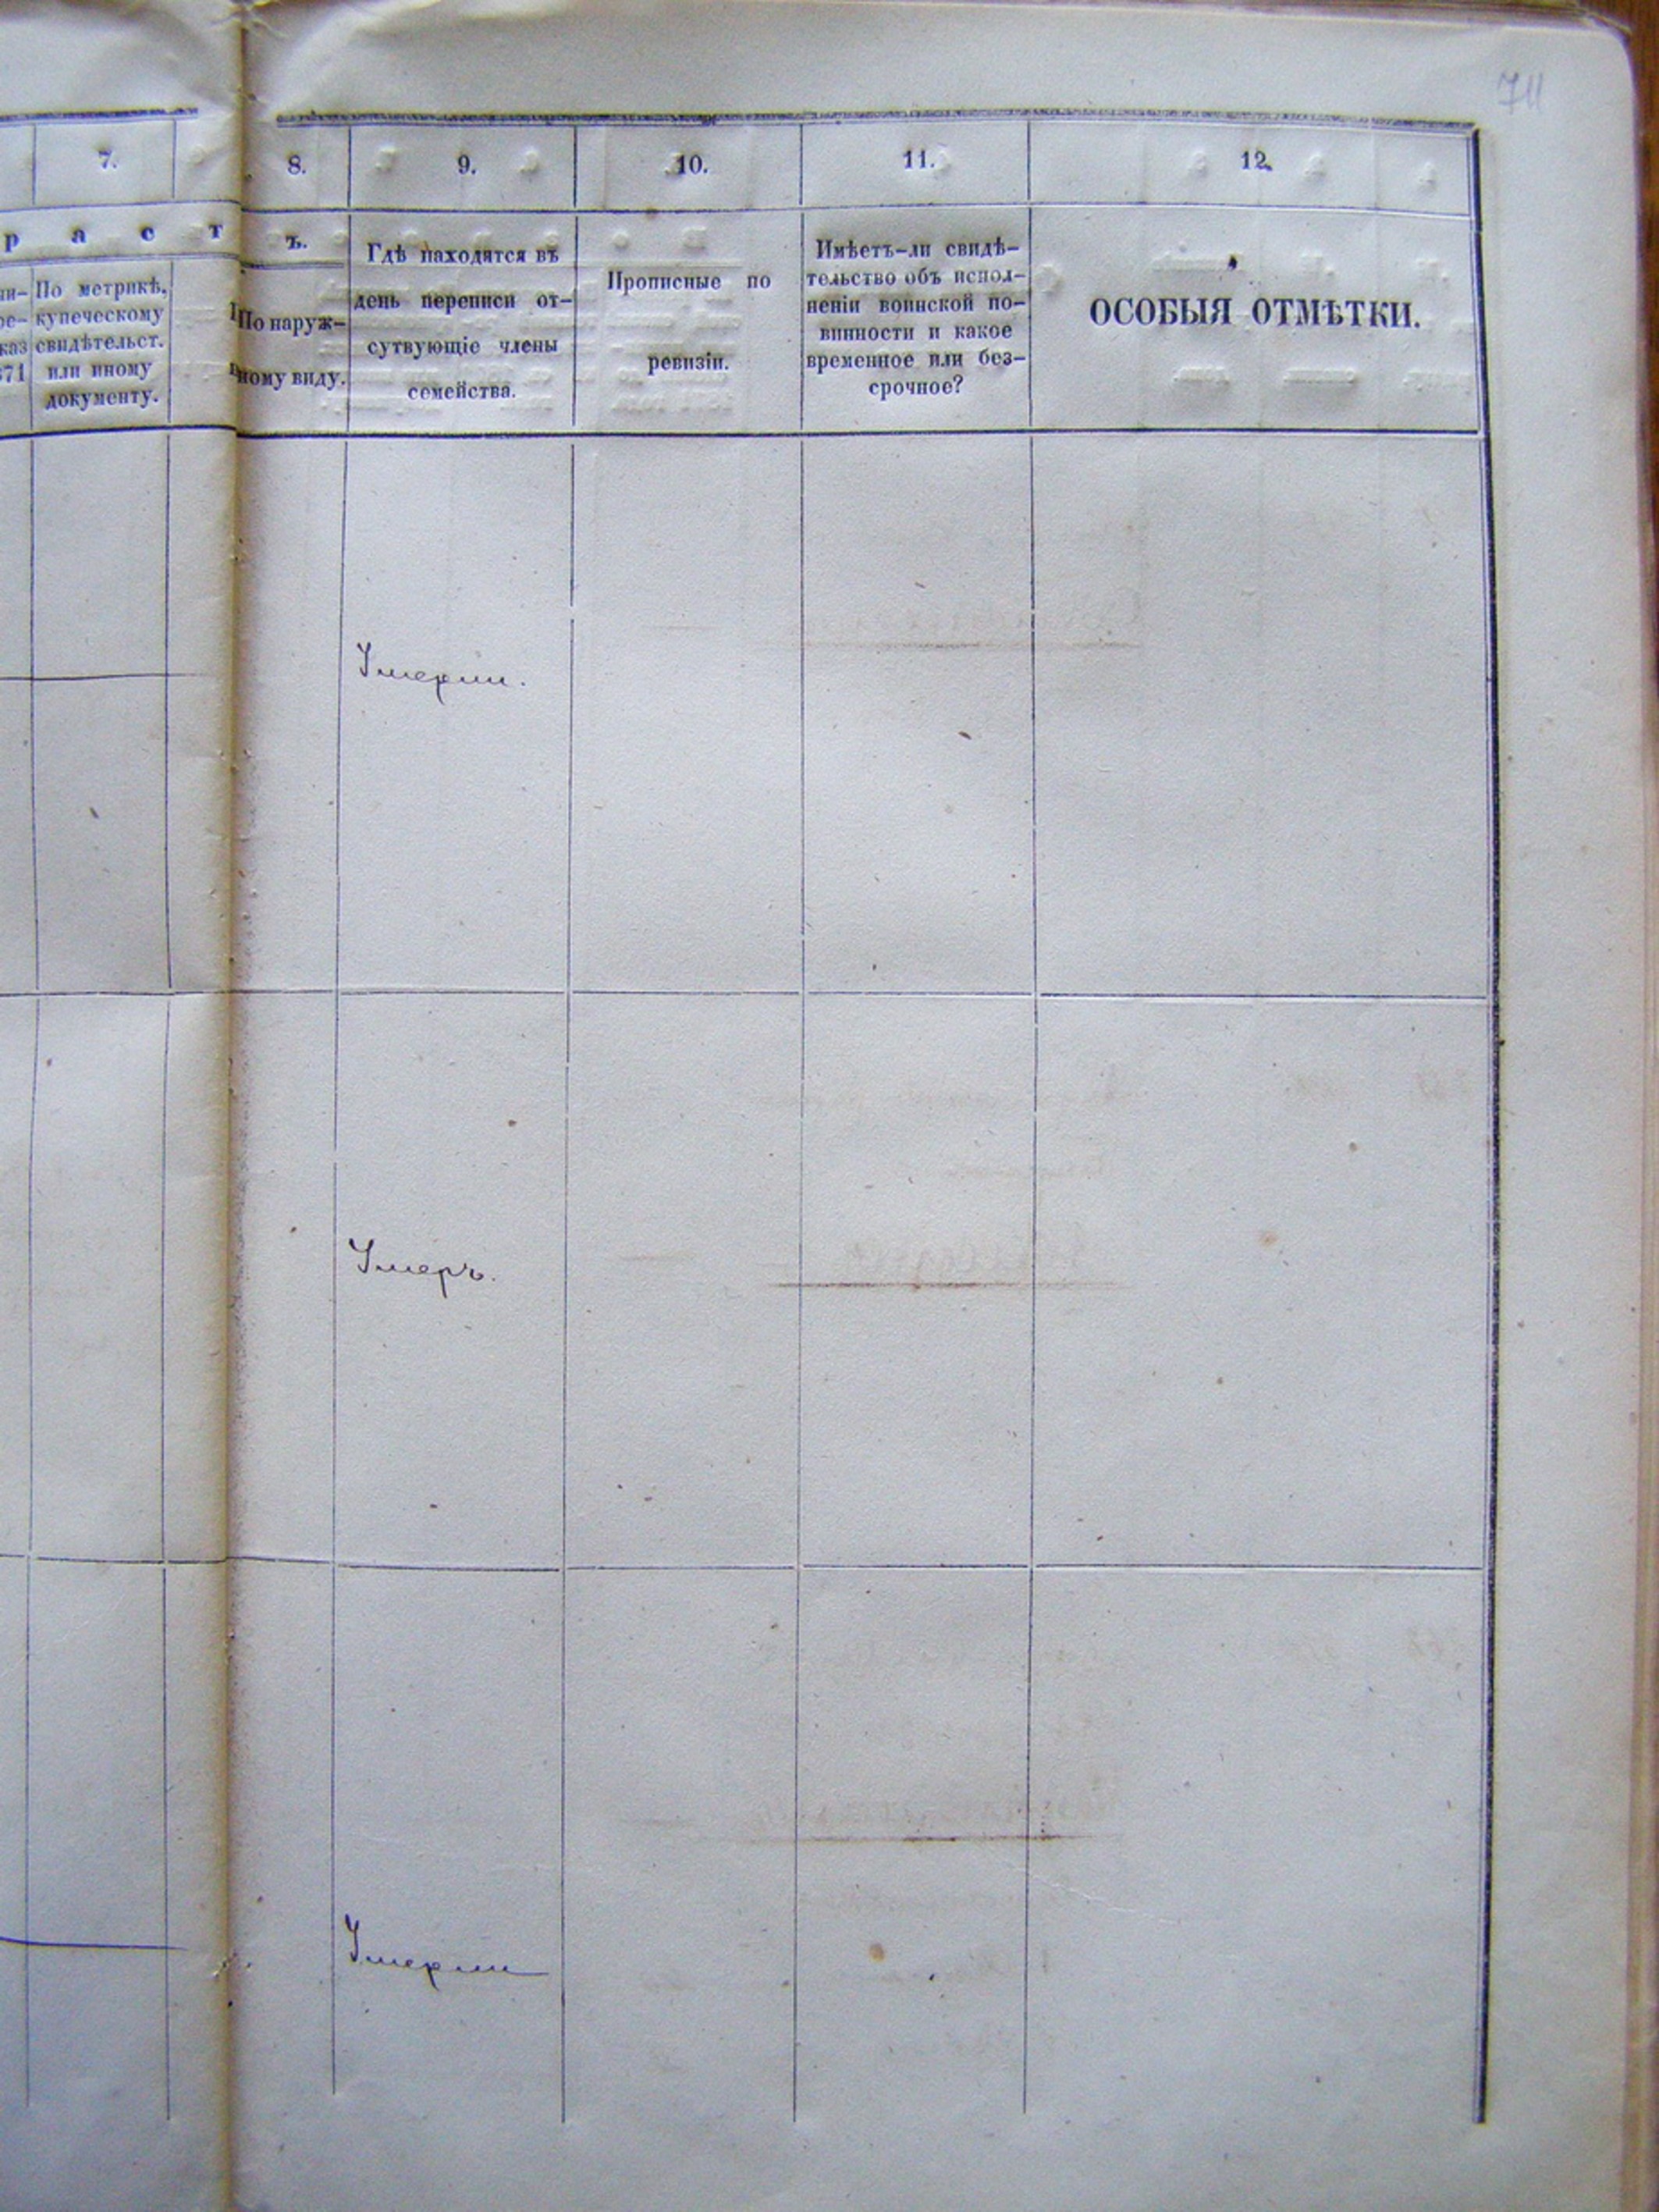 711
7. 8. 9. 10. 11. 12.
р а с т ъ.
По метрикѣ,
купеческому
свидѣтельст.
или иному
документу.
каз
871
По наруж-
ному виду.
Гдѣ находятся въ
день переписи от-
сутвующіе члены
семейства.
Прописные по
ревизіи.
Имѣетъ-ли свидѣ-
тельство объ испол-
неніи воинской по-
винности и какое
временное или без-
срочное?
ОСОБЫЯ ОТМѢТКИ.
Умерли.
Умеръ.
Умерли